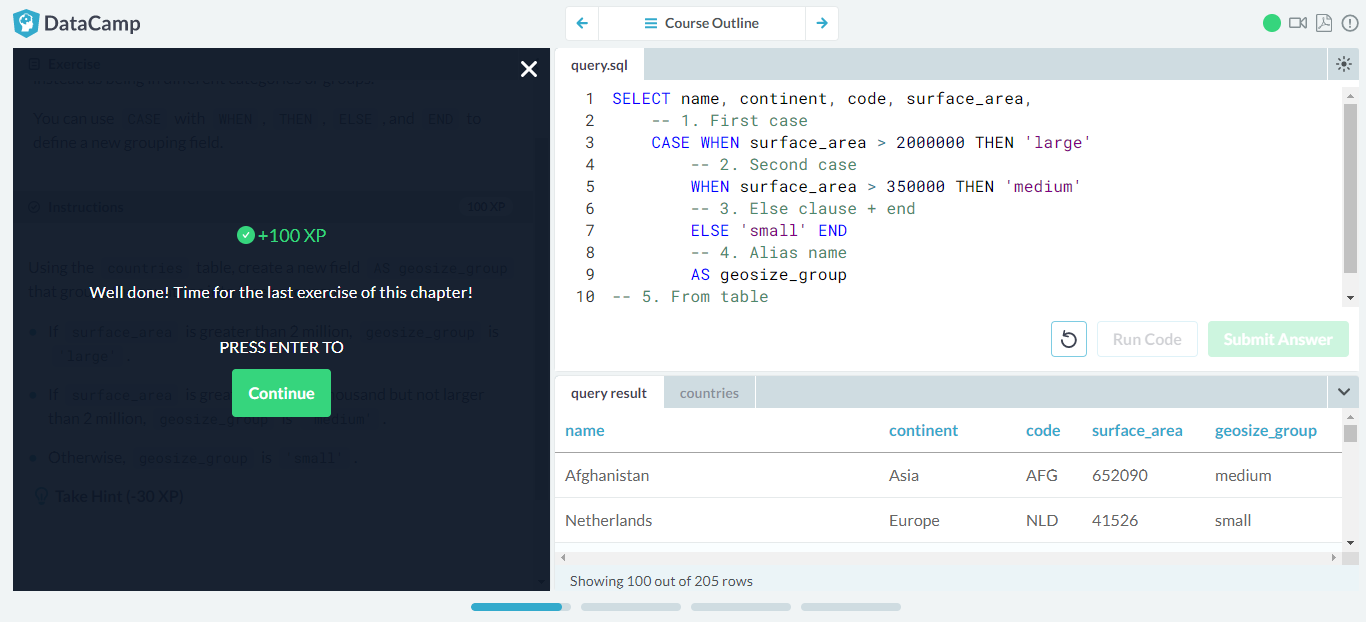 DataCamp
Course Outline
Exercise
You can use CASE with WHEN , THEN , ELSE , and END to
define a new grouping field.
Instructions
100 XP
+100 XP
Using the countries table, create a new field AS geosize_group
that
Well done! Time for the last exercise of this chapter!
If surface_area is greater than 2 million, geosize_group is
'large' .
PRESS ENTER TO
Continue
If surface_area is thousand but not larger
than 2 million, geosize_group is 'medium' .
Otherwise, geosize_group is 'small' .
Take Hint (-30 XP)
query.sql
1 SELECT name, continent, code, surface_area,
2 -- 1. First case
3 CASE WHEN surface_area > 2000000 THEN 'large'
4 -- 2. Second case
5 WHEN surface_area > 350000 THEN 'medium'
6 -- 3. Else clause + end
7 ELSE 'small' END
8 -- 4. Alias name
9 AS geosize_group
10 -- 5. From table
Run Code
Submit Answer
query result
countries
name continent code surface_area geosize_group
Afghanistan Asia AFG 652090 medium
Netherlands Europe NLD 41526 small
Showing 100 out of 205 rows